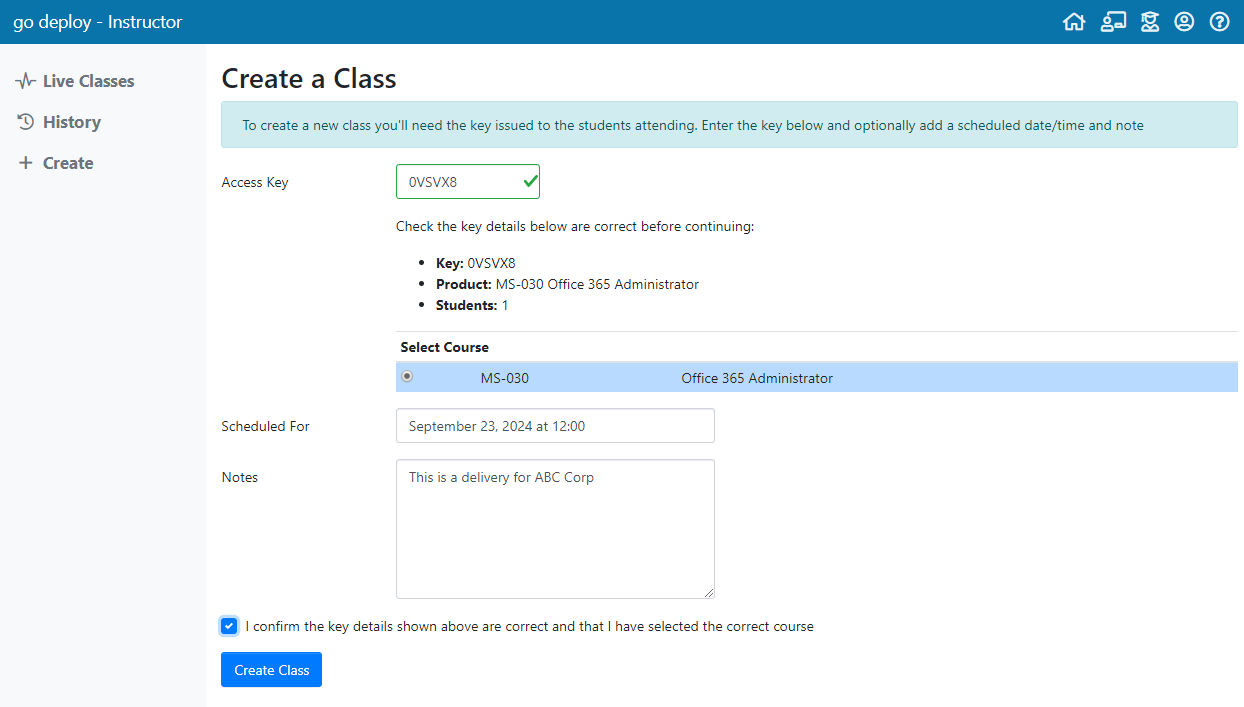 go deploy - Instructor
Live Classes
History
Create
Create a Class
To create a new class you'll need the key issued to the students attending. Enter the key below and optionally add a scheduled date/time and note
Access Key
0VSVX8
Check the key details below are correct before continuing:
Key: 0VSVX8
Product: MS-030 Office 365 Administrator
Students: 1
Select Course
MS-030 Office 365 Administrator
Scheduled For
September 23, 2024 at 12:00
Notes
This is a delivery for ABC Corp
I confirm the key details shown above are correct and that I have selected the correct course
Create Class